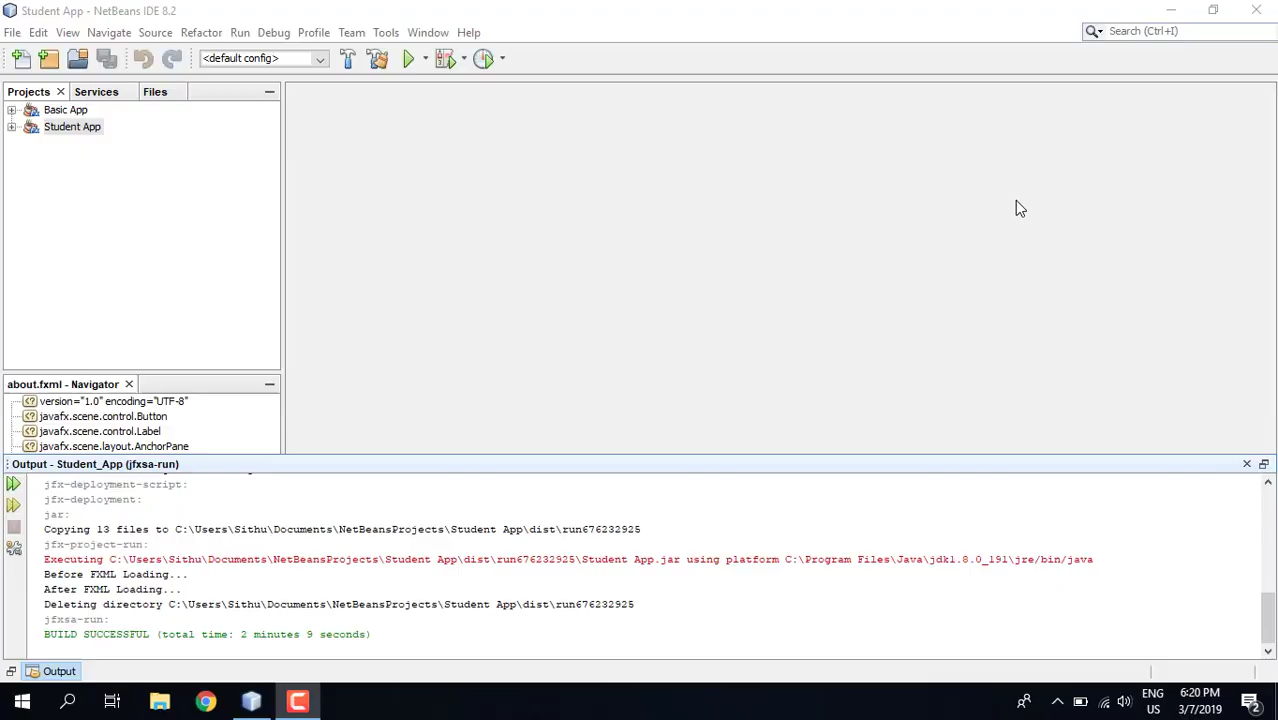 Student App - NetBeans IDE 8.2
File Edit View Navigate Source Refactor Run Debug Profile Team Tools Window Help
Search (Ctrl+I)
<default config>
Projects Services Files
Basic App
Student App
about.fxml - Navigator
version="1.0" encoding="UTF-8"
javafx.scene.control.Button
javafx.scene.control.Label
javafx.scene.layout.AnchorPane
Output - Student_App (jfxsa-run)
jfx-deployment-script:
jfx-deployment:
jar:
Copying 13 files to C:\Users\Sithu\Documents\NetBeansProjects\Student App\dist\run676232925
jfx-project-run:
Executing C:\Users\Sithu\Documents\NetBeansProjects\Student App\dist\run676232925\Student App.jar using platform C:\Program Files\Java\jdk1.8.0_191\jre/bin/java
Before FXML Loading...
After FXML Loading...
Deleting directory C:\Users\Sithu\Documents\NetBeansProjects\Student App\dist\run676232925
jfxsa-run:
BUILD SUCCESSFUL (total time: 2 minutes 9 seconds)
Output
ENG
US
6:20 PM
3/7/2019
2